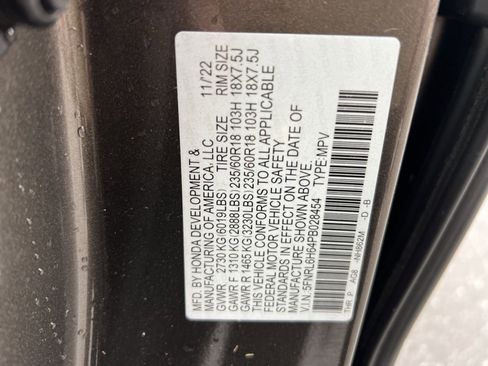 MFD. BY HONDA DEVELOPMENT &
MANUFACTURING OF AMERICA, LLC 11/22
GVWR 2730 KG(6019LBS) TIRE SIZE RIM SIZE
GAWR F 1310 KG(2888LBS)235/60R18 103H 18X7.5J
GAWR R 1465 KG(3230LBS)235/60R18 103H 18X7.5J
THIS VEHICLE CONFORMS TO ALL APPLICABLE
FEDERAL MOTOR VEHICLE SAFETY
STANDARDS IN EFFECT ON THE DATE OF
MANUFACTURE SHOWN ABOVE.
V.I.N. 5FNRL6H64PB028454 TYPE:MPV
AG8 -NH862M -D -B